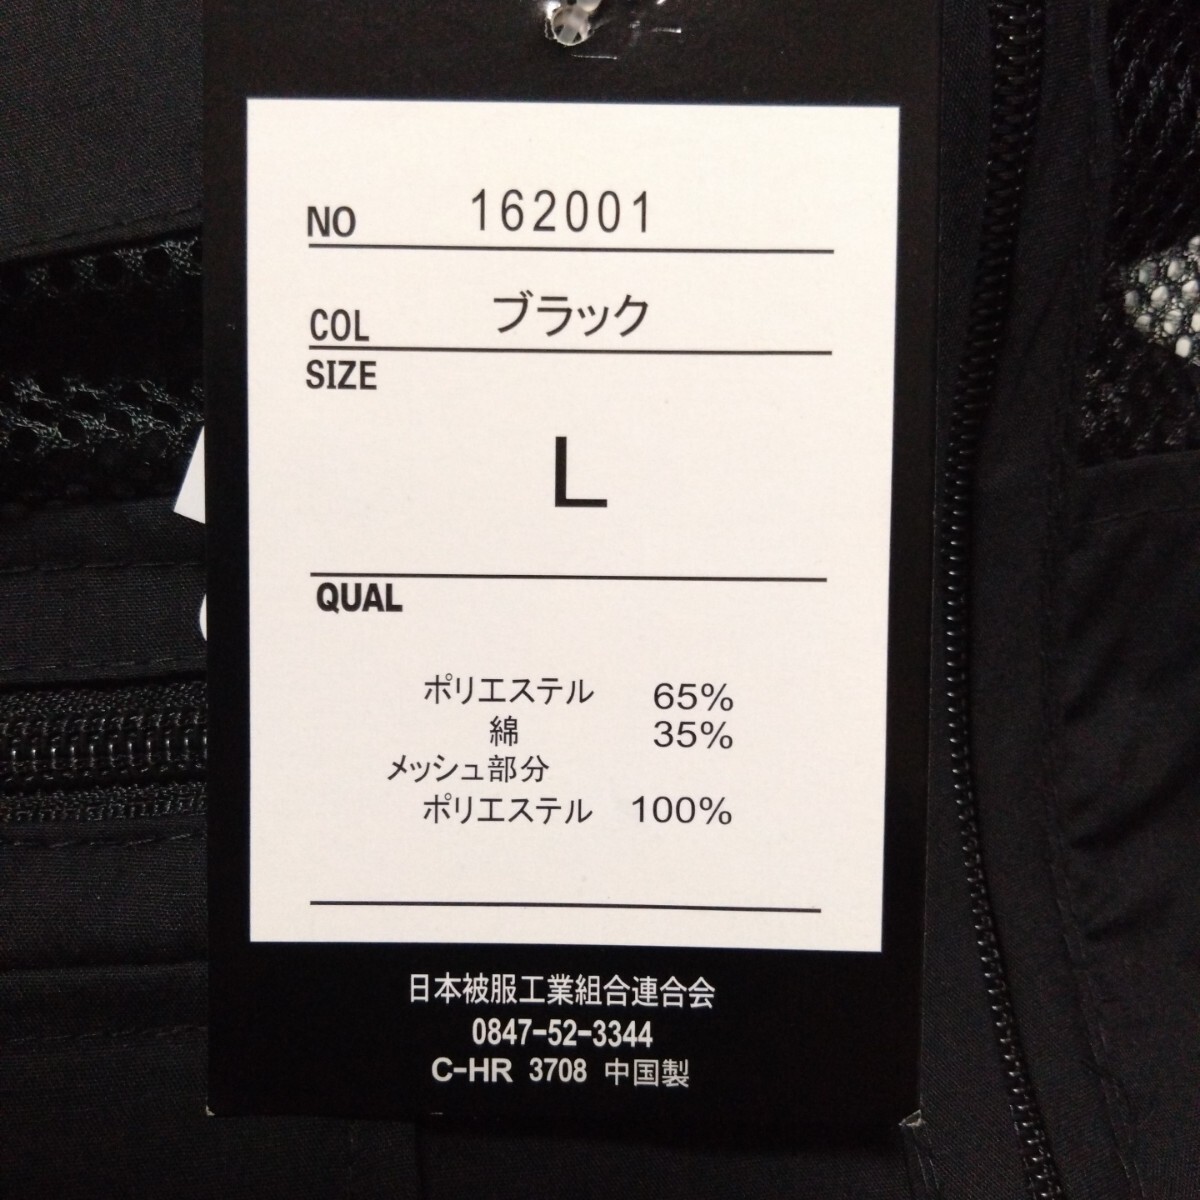 NO 162001
COL ブラック
SIZE
L
QUAL
ポリエステル 65%
綿 35%
メッシュ部分
ポリエステル 100%
日本被服工業組合連合会
0847-52-3344
C-HR 3708 中国製